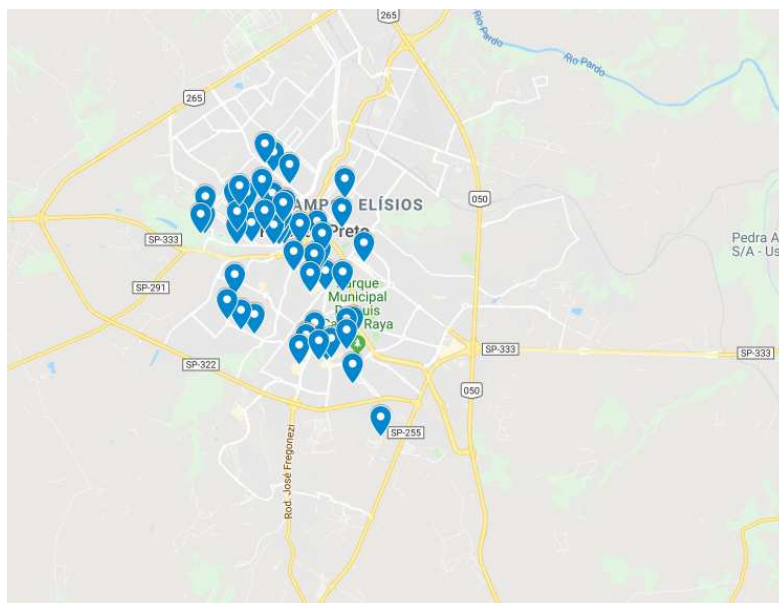 265
Rio Pardo
Rio Pardo
265
050
ELÍSIOS
SP-333
Preto
Pedra A
S/A - Us
SP-291
Parque
Municipal
Raya
SP-333
SP-333
SP-322
050
SP-255
Rod. José Fregonezi